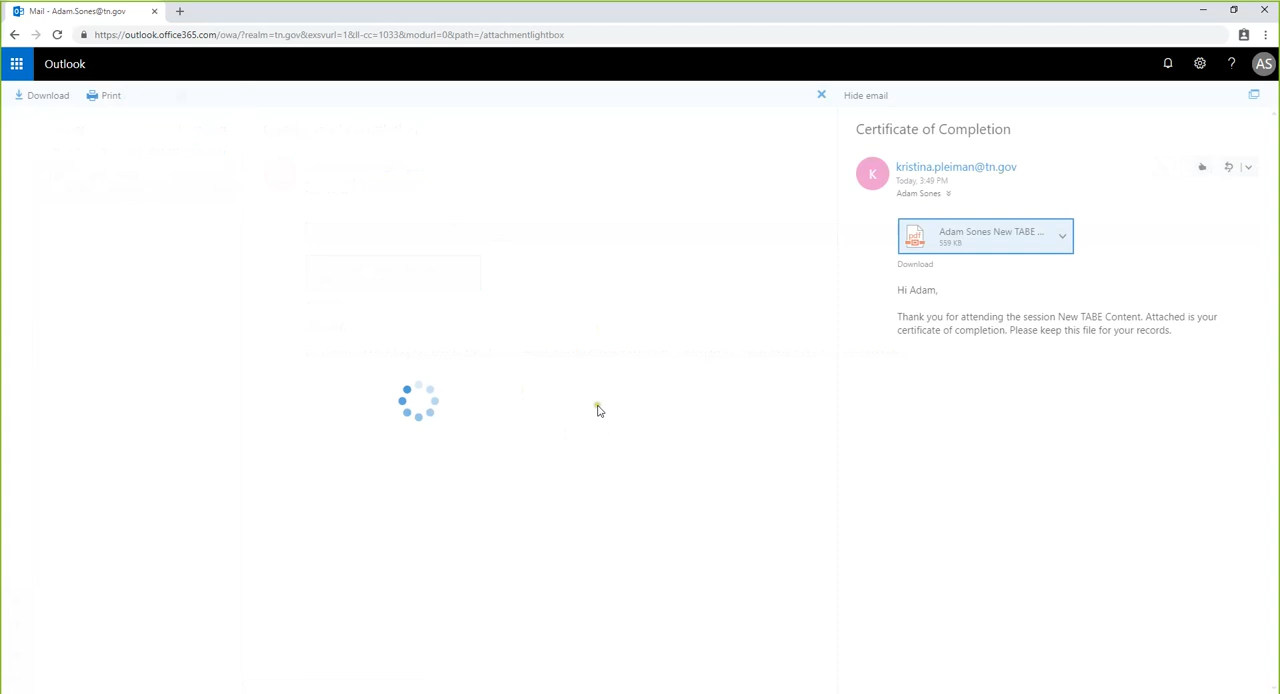 Mail - Adam.Sones@tn.gov
https://outlook.office365.com/owa/?realm=tn.gov&exsvurl=1&ll-cc=1033&modurl=0&path=/attachmentlightbox
Outlook
?
AS
Download
Print
Hide email
Certificate of Completion
K
kristina.pleiman@tn.gov
Today, 3:49 PM
Adam Sones
pdf
Adam Sones New TABE ...
559 KB
Download
Hi Adam,
Thank you for attending the session New TABE Content. Attached is your
certificate of completion. Please keep this file for your records.